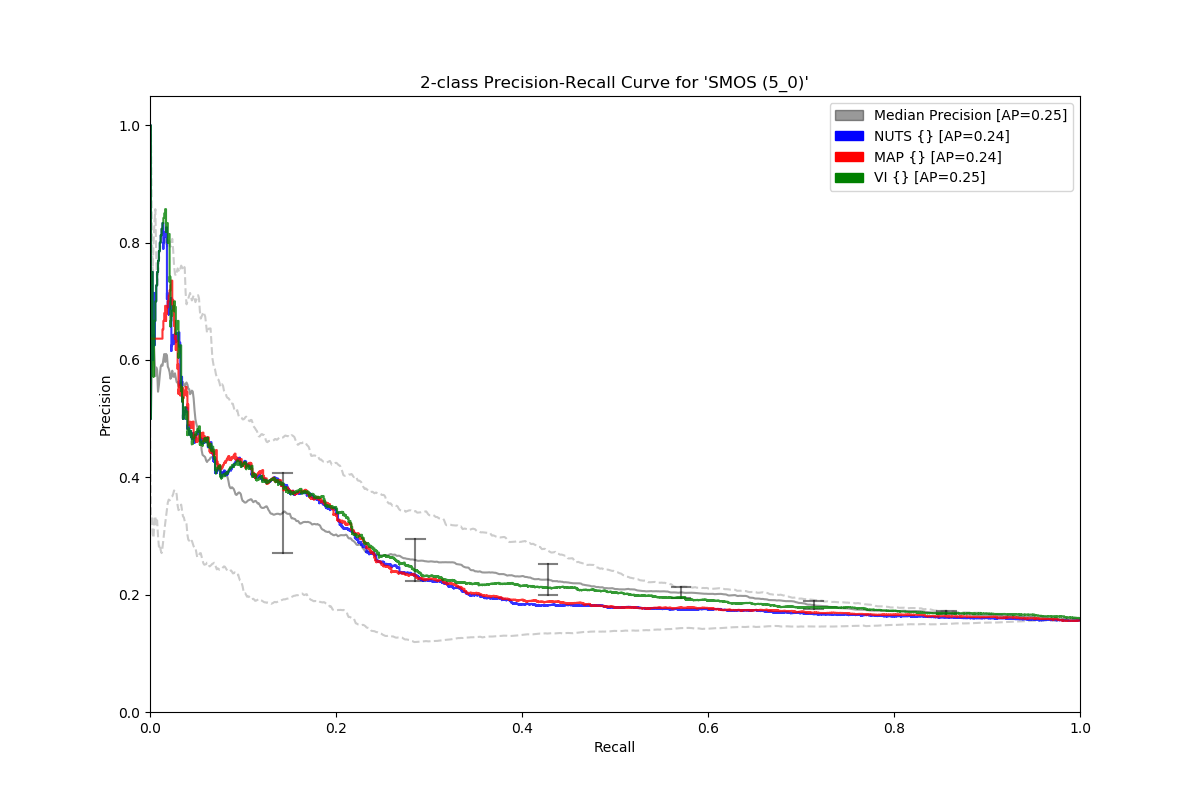 2-class Precision-Recall Curve for 'SMOS (5_0)'
Median Precision [AP=0.25]
NUTS {} [AP=0.24]
MAP {} [AP=0.24]
VI {} [AP=0.25]
1.0
0.8
0.6
0.4
0.2
0.0
Precision
0.0 0.2 0.4 0.6 0.8 1.0
Recall